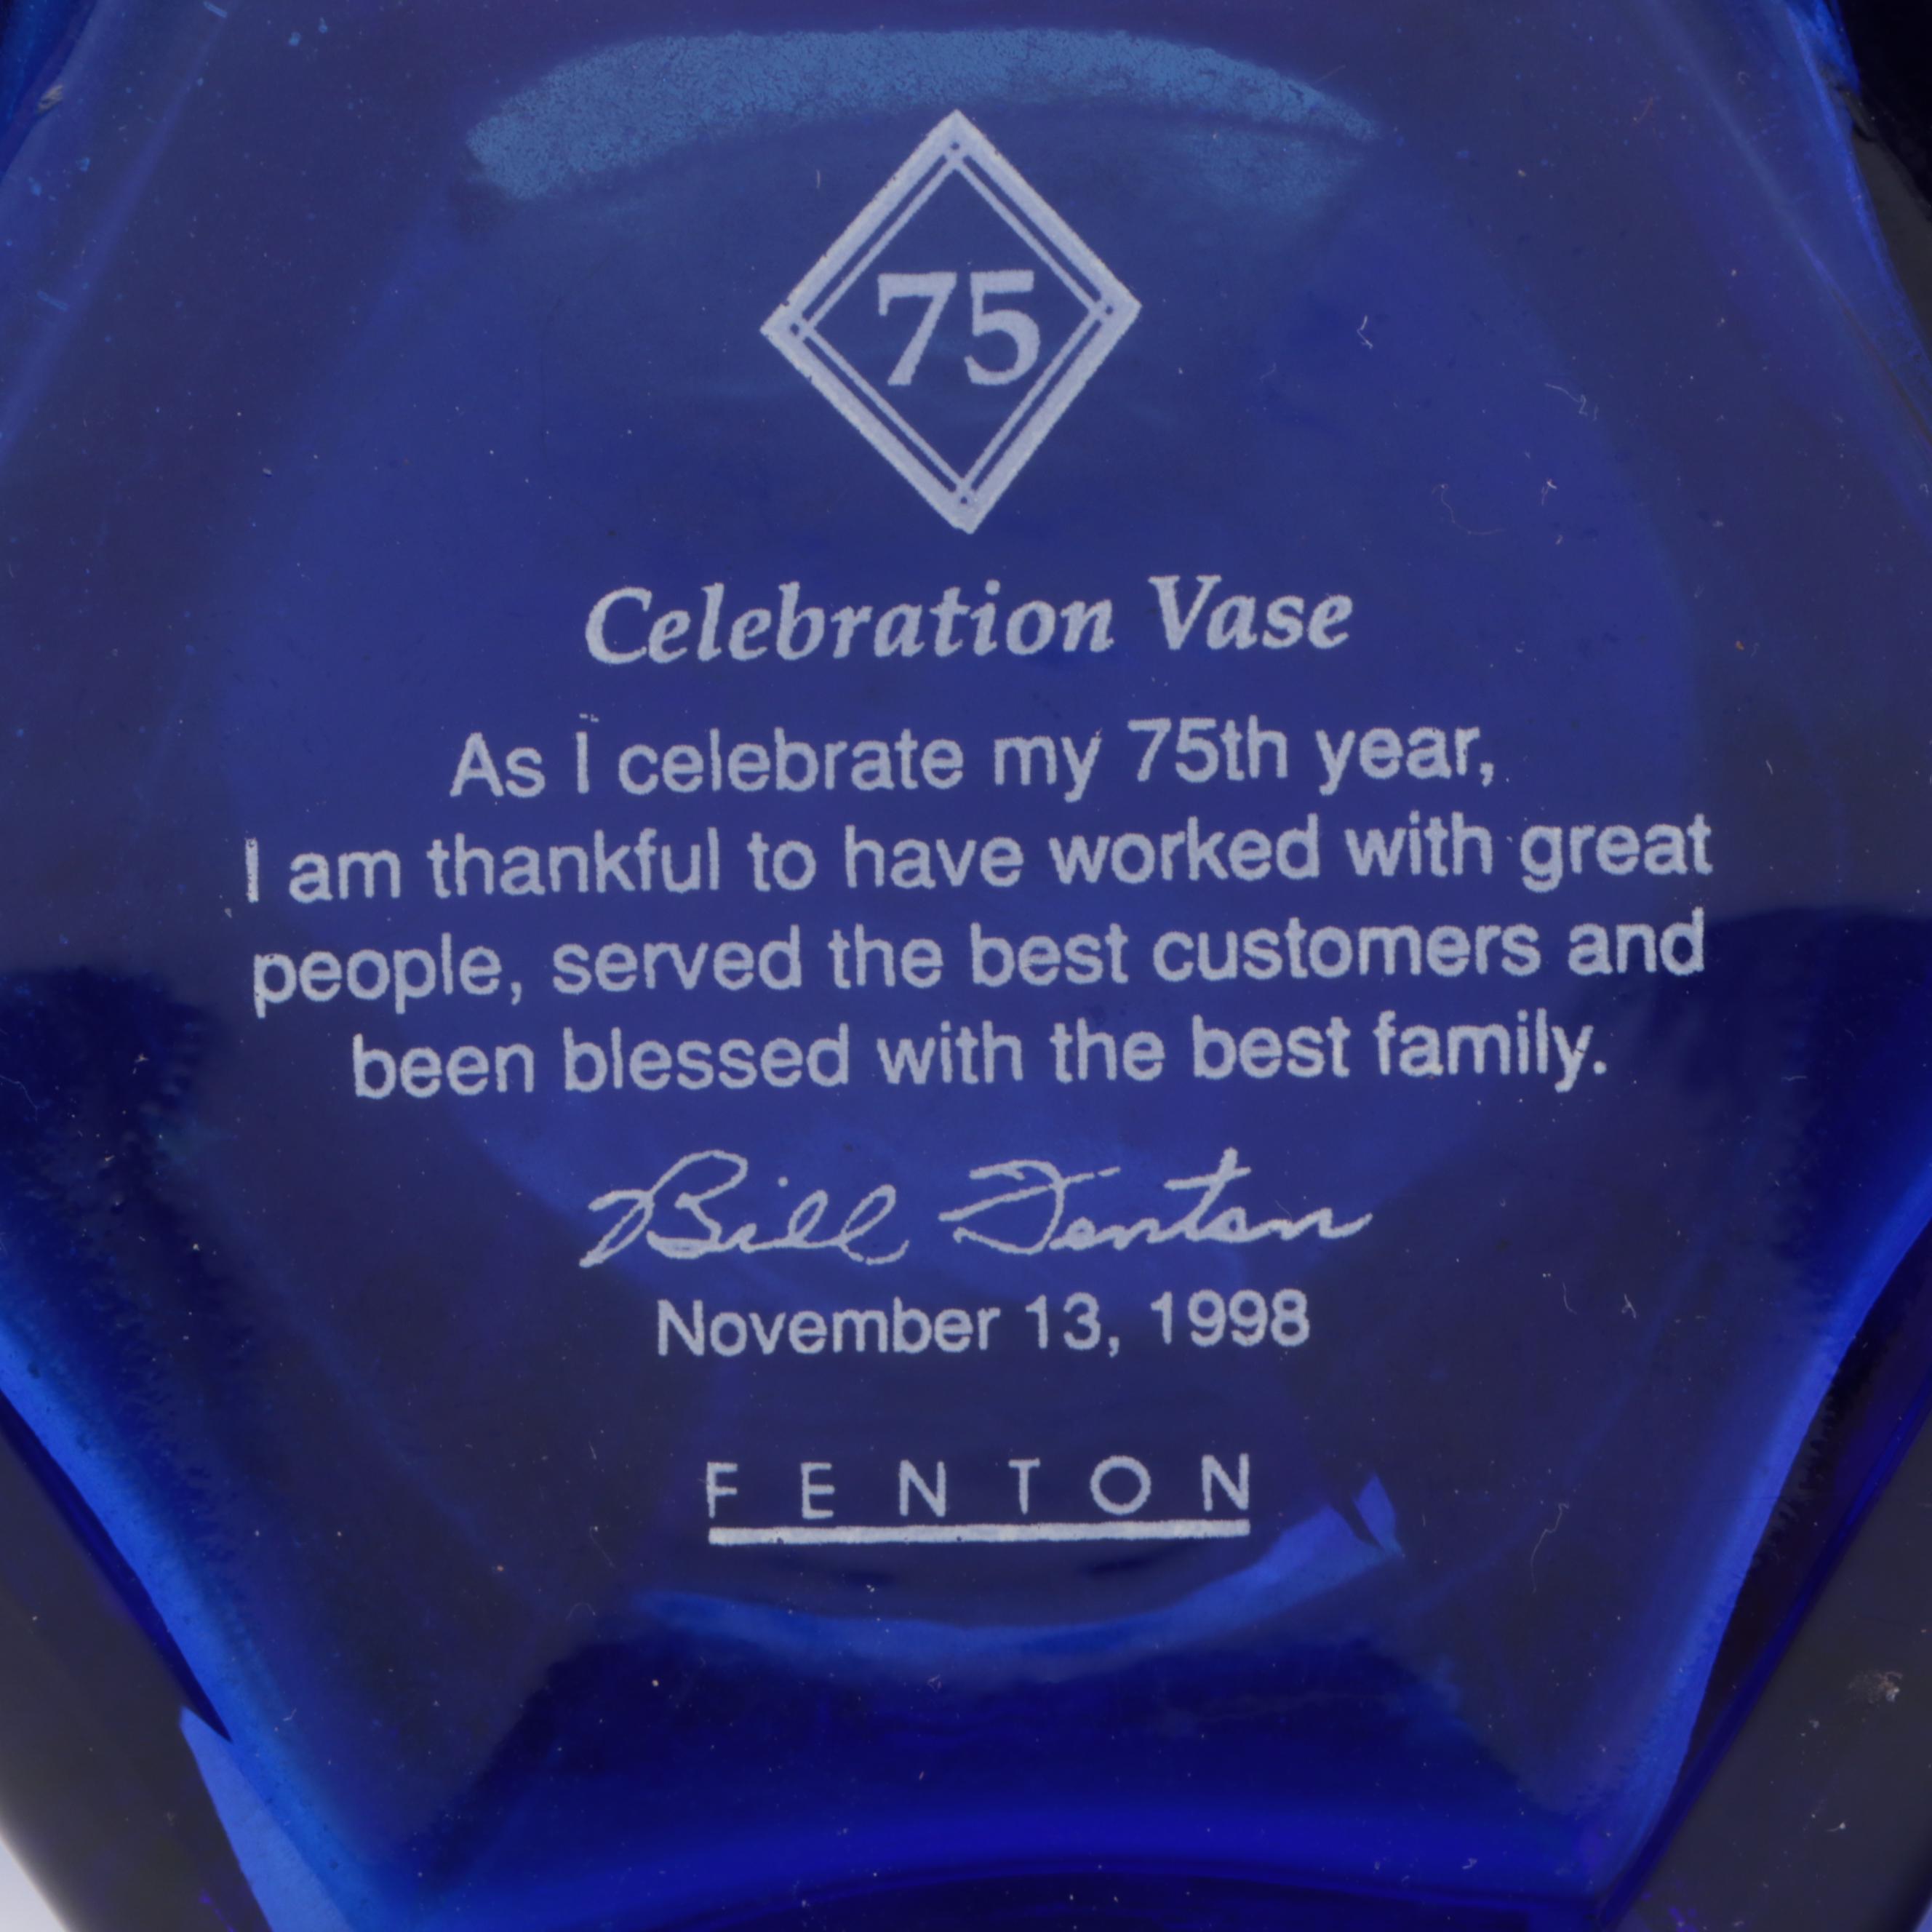 75
Celebration Vase
As I celebrate my 75th year,
I am thankful to have worked with great
people, served the best customers and
been blessed with the best family.
Bill Fenton
November 13, 1998
FENTON